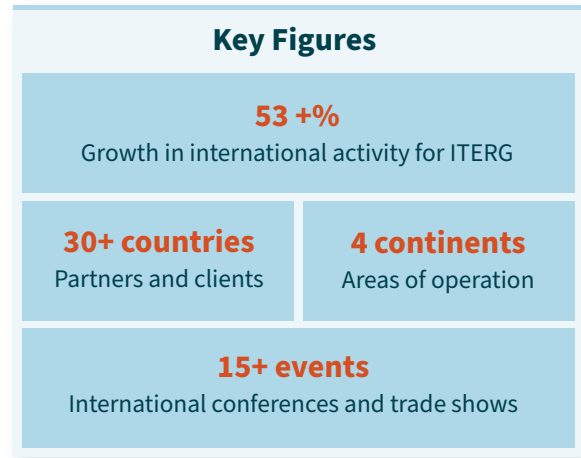 Key Figures
53 +%
Growth in international activity for ITERG
30+ countries
Partners and clients
4 continents
Areas of operation
15+ events
International conferences and trade shows